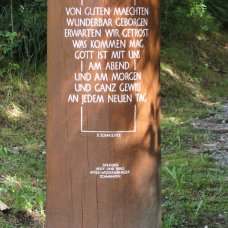 VON GUTEN MAECHTEN
WUNDERBAR GEBORGEN
ERWARTEN WIR GETROST
WAS KOMMEN MAG
GOTT IST MIT UNS
AM ABEND
UND AM MORGEN
UND GANZ GEWISS
AN JEDEM NEUEN TAG
D. BONHOEFFER
SPENDER